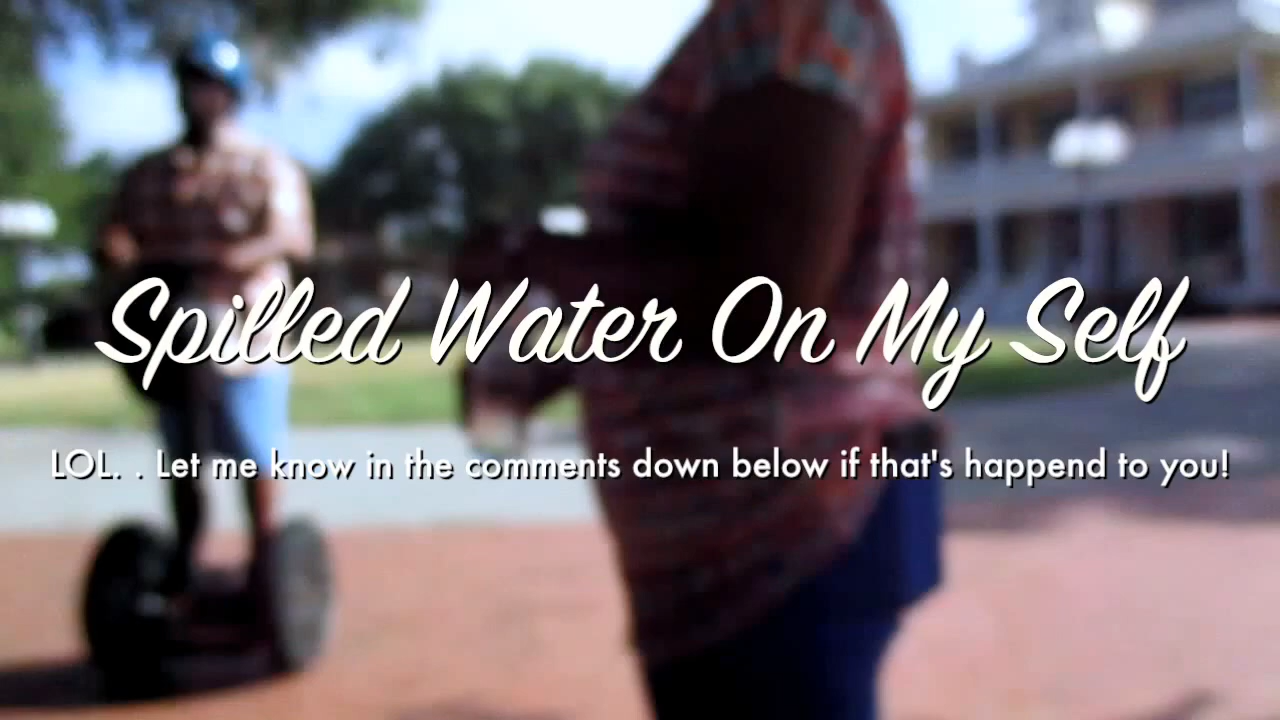 Spilled Water On My Self
LOL. . Let me know in the comments down below if that's happend to you!